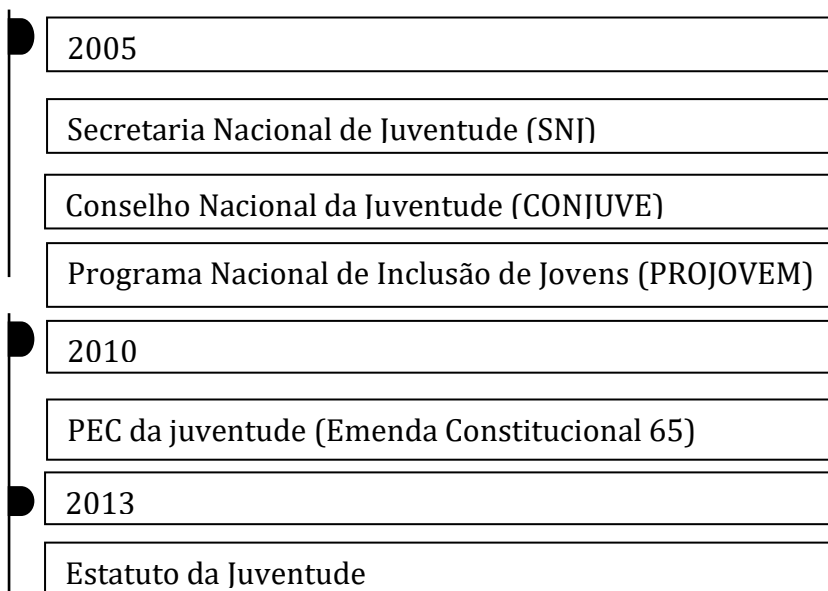 2005
Secretaria Nacional de Juventude (SNJ)
Conselho Nacional da Juventude (CONJUVE)
Programa Nacional de Inclusão de Jovens (PROJOVEM)
2010
PEC da juventude (Emenda Constitucional 65)
2013
Estatuto da Juventude